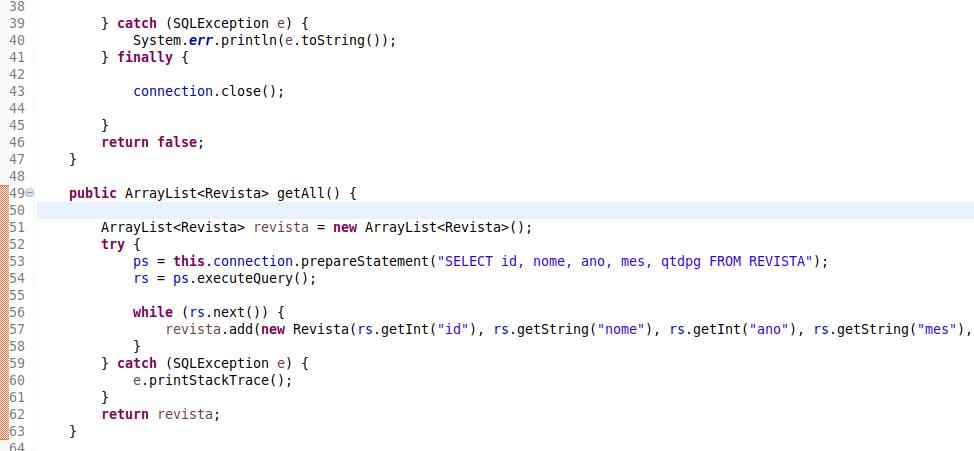 38
39 } catch (SQLException e) {
40 System.err.println(e.toString());
41 } finally {
42
43 connection.close();
44
45 }
46 return false;
47 }
48
49 public ArrayList<Revista> getAll() {
50
51 ArrayList<Revista> revista = new ArrayList<Revista>();
52 try {
53 ps = this.connection.prepareStatement("SELECT id, nome, ano, mes, qtdpg FROM REVISTA");
54 rs = ps.executeQuery();
55
56 while (rs.next()) {
57 revista.add(new Revista(rs.getInt("id"), rs.getString("nome"), rs.getInt("ano"), rs.getString("mes"),
58 }
59 } catch (SQLException e) {
60 e.printStackTrace();
61 }
62 return revista;
63 }
64